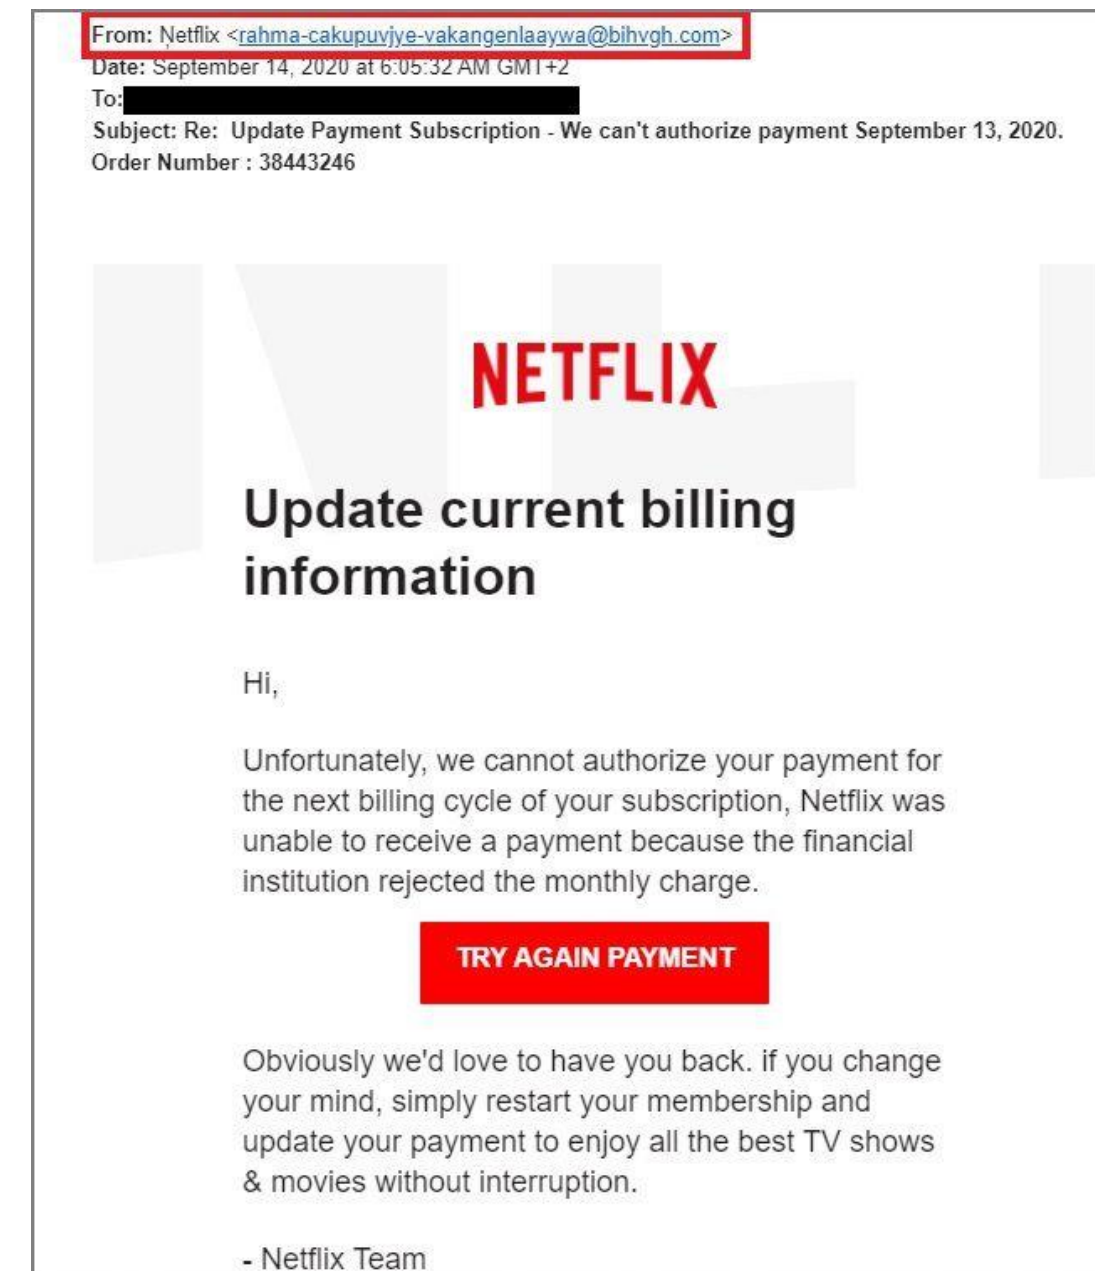 From: Ņetflix <rahma-cakupuvjye-vakangenlaaywa@bihvgh.com>
Date: September 14, 2020 at 6:05:32 AM GMT+2
To:
Subject: Re: Update Payment Subscription - We can't authorize payment September 13, 2020.
Order Number : 38443246
NETFLIX
Update current billing
information
Hi,
Unfortunately, we cannot authorize your payment for
the next billing cycle of your subscription, Netflix was
unable to receive a payment because the financial
institution rejected the monthly charge.
TRY AGAIN PAYMENT
Obviously we'd love to have you back. if you change
your mind, simply restart your membership and
update your payment to enjoy all the best TV shows
& movies without interruption.
- Netflix Team